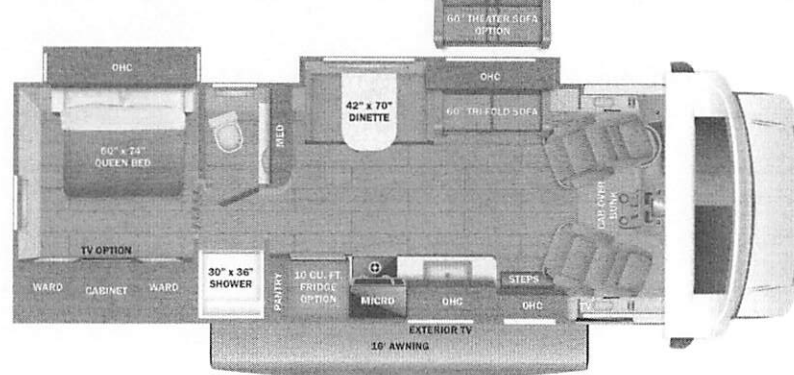 60" THEATER SOFA
OPTION
OHC
OHC
42" x 70"
DINETTE
60" TRI-FOLD SOFA
MED
60" x 74"
QUEEN BED
CAB OVER
BUNK
TV OPTION
WARD
CABINET
WARD
30" x 36"
SHOWER
PANTRY
10 CU. FT.
FRIDGE
OPTION
MICRO
OHC
STEPS
OHC
TV
EXTERIOR TV
16' AWNING